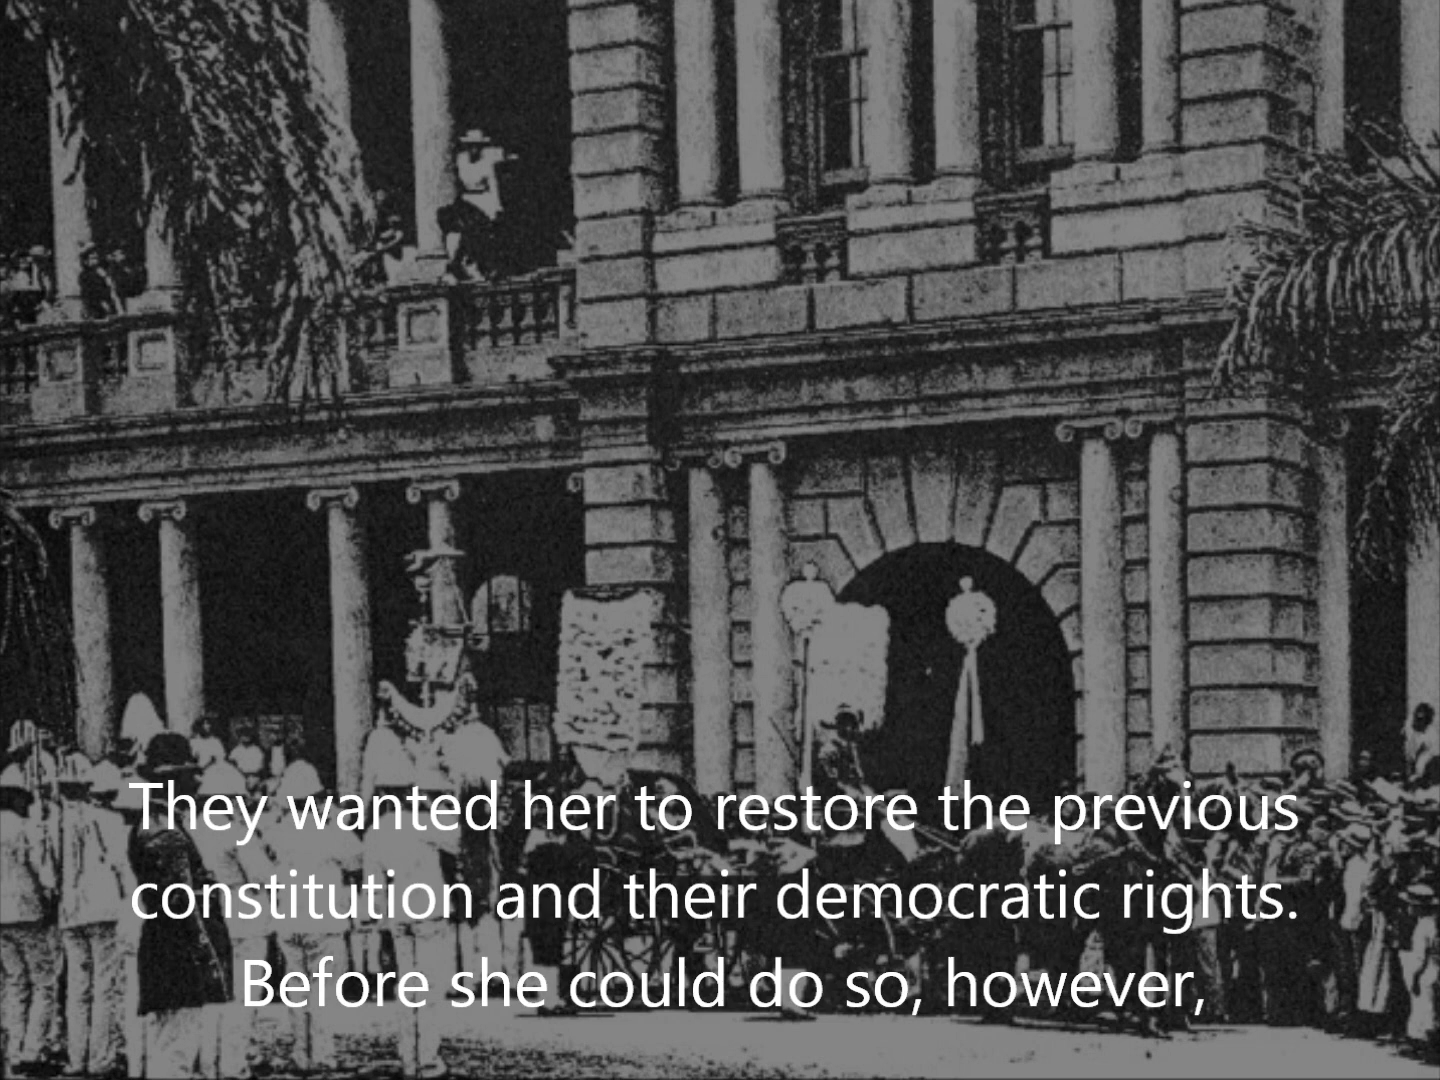 They wanted her to restore the previous
constitution and their democratic rights.
Before she could do so, however,